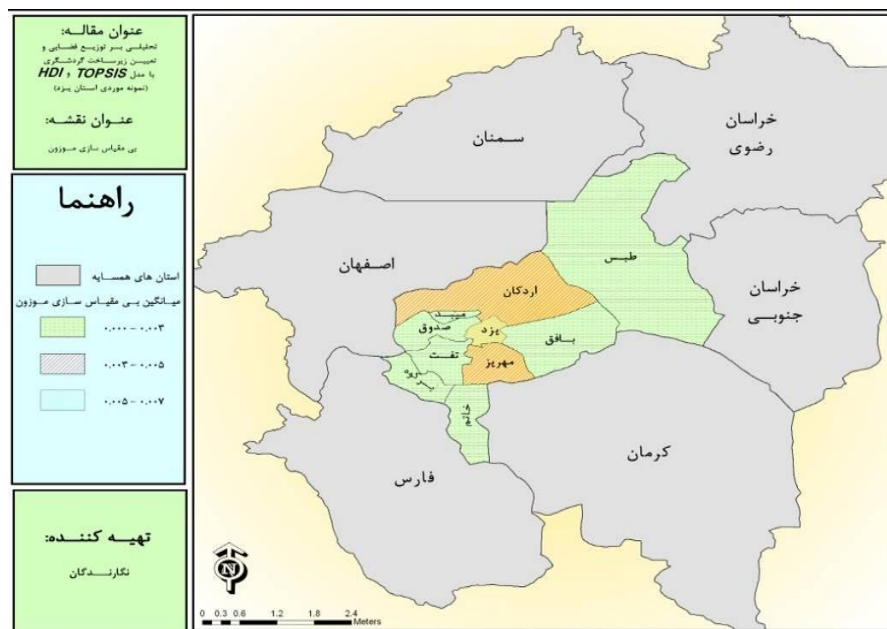 عنوان مقاله:
تحلیلی بر توزیع فضایی و
تعیین زیرساخت گردشگری
با مدل TOPSIS و HDI
(نمونه موردی استان یزد)
عنوان نقشه:
بی مقیاس سازی موزون
راهنما
استان های همسایه
میانگین بی مقیاس سازی موزون
۰.۰۰۰ - ۰.۰۰۳
۰.۰۰۳ - ۰.۰۰۵
۰.۰۰۵ - ۰.۰۰۷
تهیه کننده:
نگارندگان
سمنان
خراسان
رضوی
اصفهان
طبس
اردکان
خراسان
جنوبی
میبد
صدوق
یزد
بافق
تفت
مهریز
خاتم
کرمان
فارس
N
0 0.3 0.6 1.2 1.8 2.4
Meters